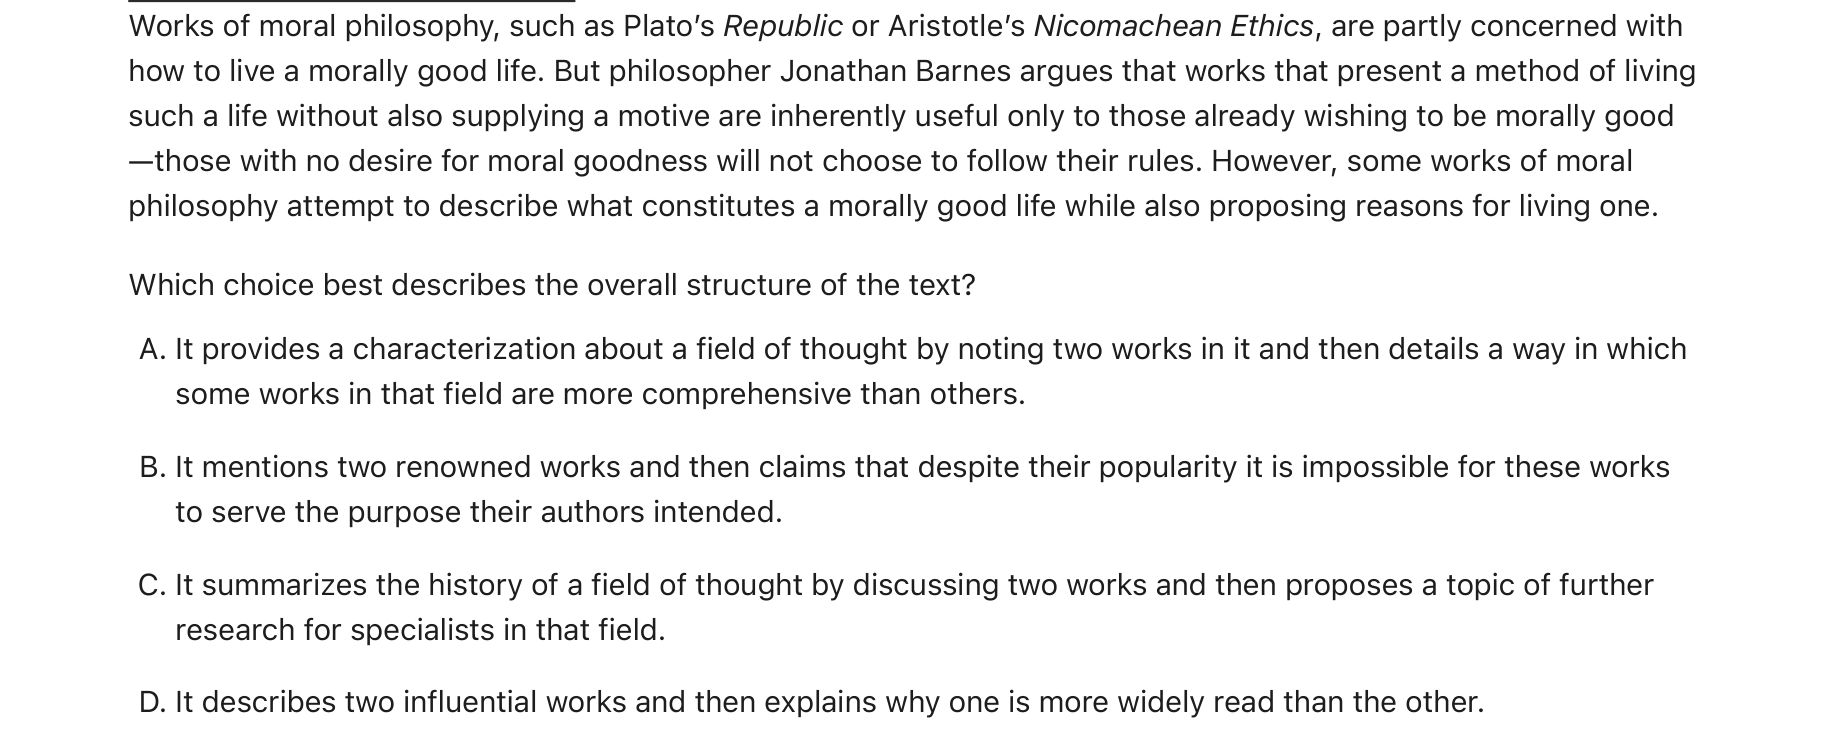 Works of moral philosophy, such as Plato’s Republic or Aristotle’s Nicomachean Ethics, are partly concerned with
how to live a morally good life. But philosopher Jonathan Barnes argues that works that present a method of living
such a life without also supplying a motive are inherently useful only to those already wishing to be morally good
—those with no desire for moral goodness will not choose to follow their rules. However, some works of moral
philosophy attempt to describe what constitutes a morally good life while also proposing reasons for living one.
Which choice best describes the overall structure of the text?
A. It provides a characterization about a field of thought by noting two works in it and then details a way in which
some works in that field are more comprehensive than others.
B. It mentions two renowned works and then claims that despite their popularity it is impossible for these works
to serve the purpose their authors intended.
C. It summarizes the history of a field of thought by discussing two works and then proposes a topic of further
research for specialists in that field.
D. It describes two influential works and then explains why one is more widely read than the other.